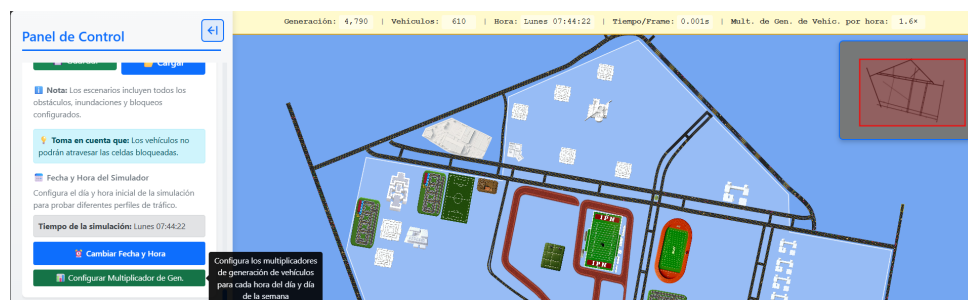 Generación: 4,790 | Vehículos: 610 | Hora: Lunes 07:44:22 | Tiempo/Frame: 0.001s | Mult. de Gen. de Vehic. por hora: 1.6×
Panel de Control
Guardar
Cargar
Nota: Los escenarios incluyen todos los
obstáculos, inundaciones y bloqueos
configurados.
Toma en cuenta que: Los vehículos no
podrán atravesar las celdas bloqueadas.
Fecha y Hora del Simulador
Configura el día y hora inicial de la simulación
para probar diferentes perfiles de tráfico.
Tiempo de la simulación: Lunes 07:44:22
Cambiar Fecha y Hora
Configurar Multiplicador de Gen.
Configura los multiplicadores
de generación de vehículos
para cada hora del día y día
de la semana
IPN
IPN